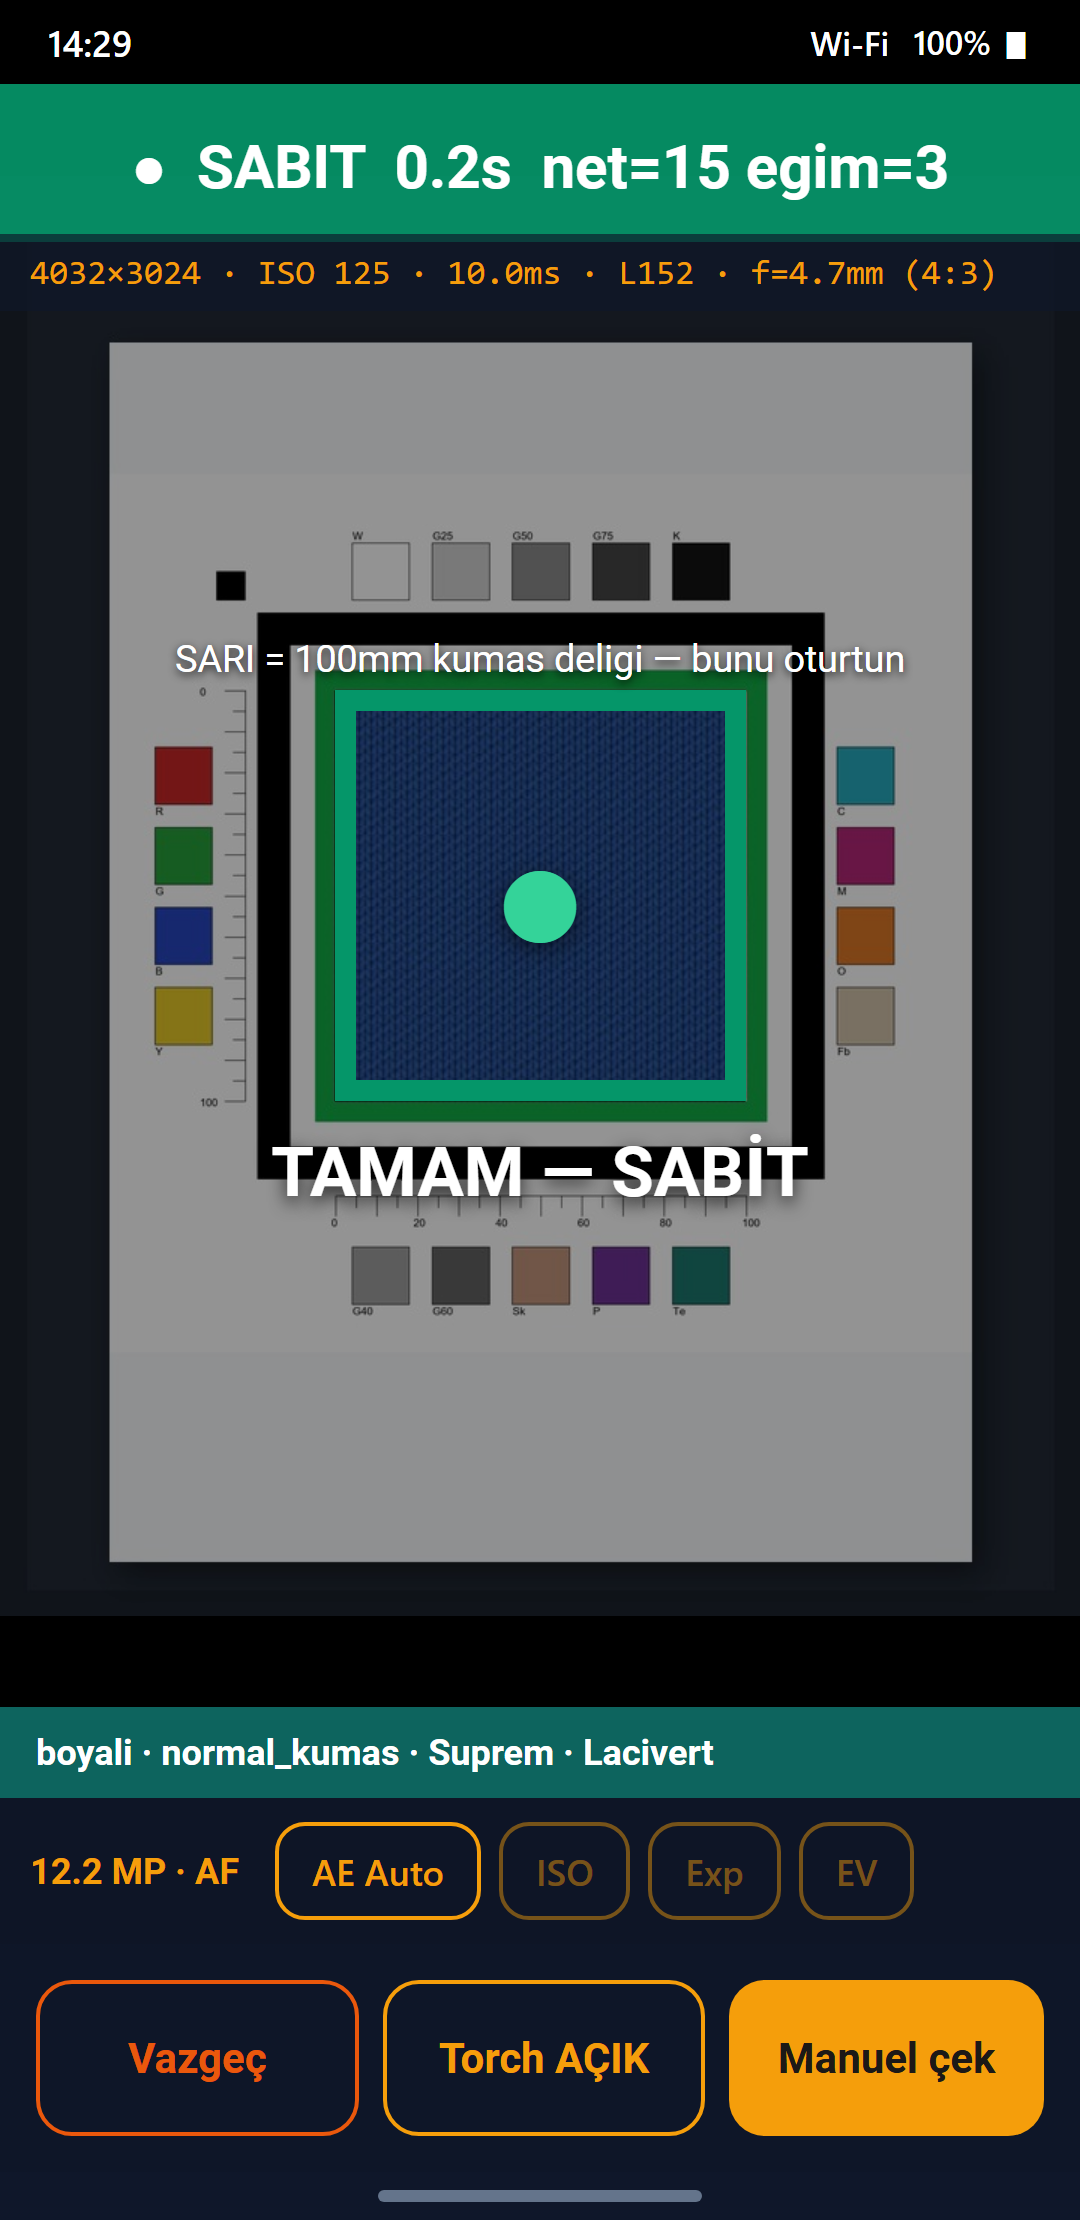 14:29 Wi-Fi 100%
● SABIT 0.2s net=15 egim=3
4032×3024 · ISO 125 · 10.0ms · L152 · f=4.7mm (4:3)
W G25 G50 G75 K
SARI = 100mm kumas deligi — bunu oturtun
0
R C
G M
B O
Y Fb
100
TAMAM — SABİT
0 20 40 60 80 100
G40 G60 Sk P Te
boyali · normal_kumas · Suprem · Lacivert
12.2 MP · AF AE Auto ISO Exp EV
Vazgeç Torch AÇIK Manuel çek